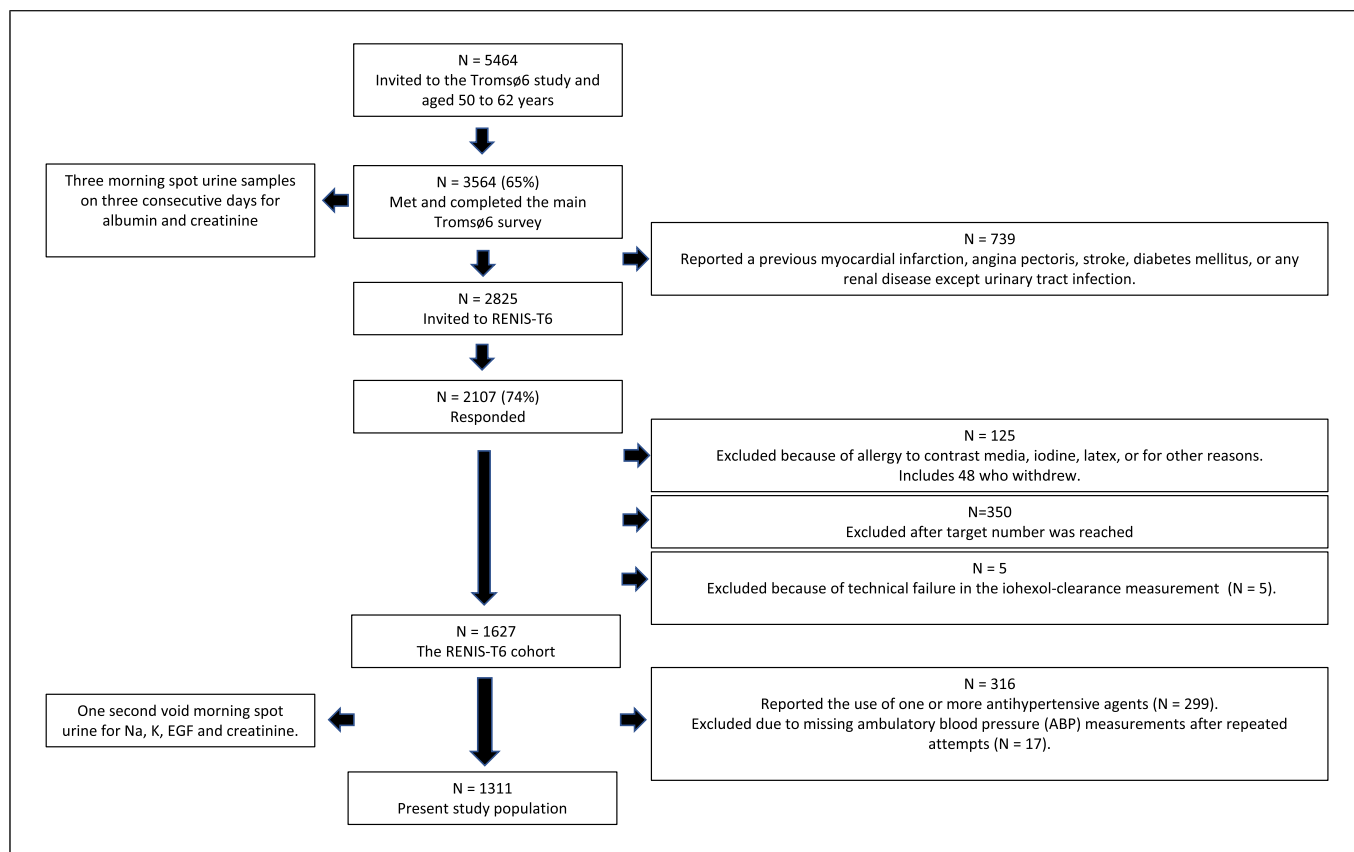 N = 5464
Invited to the Tromsø6 study and
aged 50 to 62 years
Three morning spot urine samples
on three consecutive days for
albumin and creatinine
N = 3564 (65%)
Met and completed the main
Tromsø6 survey
N = 739
Reported a previous myocardial infarction, angina pectoris, stroke, diabetes mellitus, or any
renal disease except urinary tract infection.
N = 2825
Invited to RENIS-T6
N = 2107 (74%)
Responded
N = 125
Excluded because of allergy to contrast media, iodine, latex, or for other reasons.
Includes 48 who withdrew.
N=350
Excluded after target number was reached
N = 5
Excluded because of technical failure in the iohexol-clearance measurement (N = 5).
N = 1627
The RENIS-T6 cohort
N = 316
Reported the use of one or more antihypertensive agents (N = 299).
Excluded due to missing ambulatory blood pressure (ABP) measurements after repeated
attempts (N = 17).
One second void morning spot
urine for Na, K, EGF and creatinine.
N = 1311
Present study population